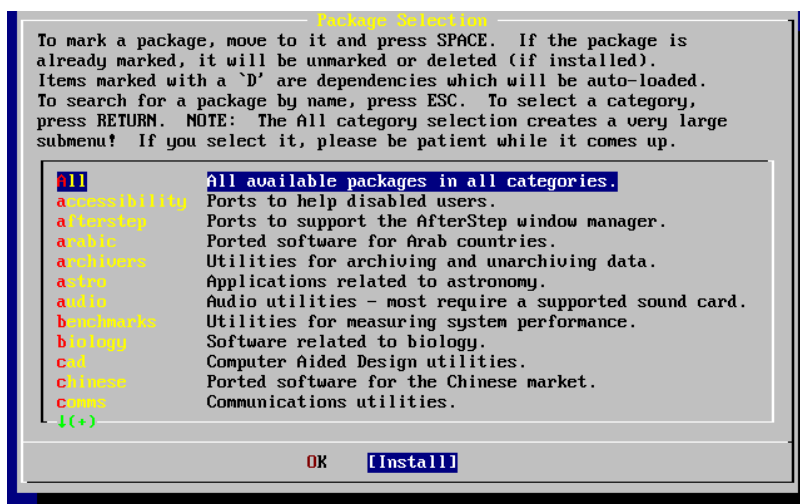 Package Selection
To mark a package, move to it and press SPACE.  If the package is
already marked, it will be unmarked or deleted (if installed).
Items marked with a `D' are dependencies which will be auto-loaded.
To search for a package by name, press ESC.  To select a category,
press RETURN.  NOTE:  The All category selection creates a very large
submenu!  If you select it, please be patient while it comes up.
All All available packages in all categories.
accessibility Ports to help disabled users.
afterstep Ports to support the AfterStep window manager.
arabic Ported software for Arab countries.
archivers Utilities for archiving and unarchiving data.
astro Applications related to astronomy.
audio Audio utilities - most require a supported sound card.
benchmarks Utilities for measuring system performance.
biology Software related to biology.
cad Computer Aided Design utilities.
chinese Ported software for the Chinese market.
comms Communications utilities.
↓(+)
OK [Install]